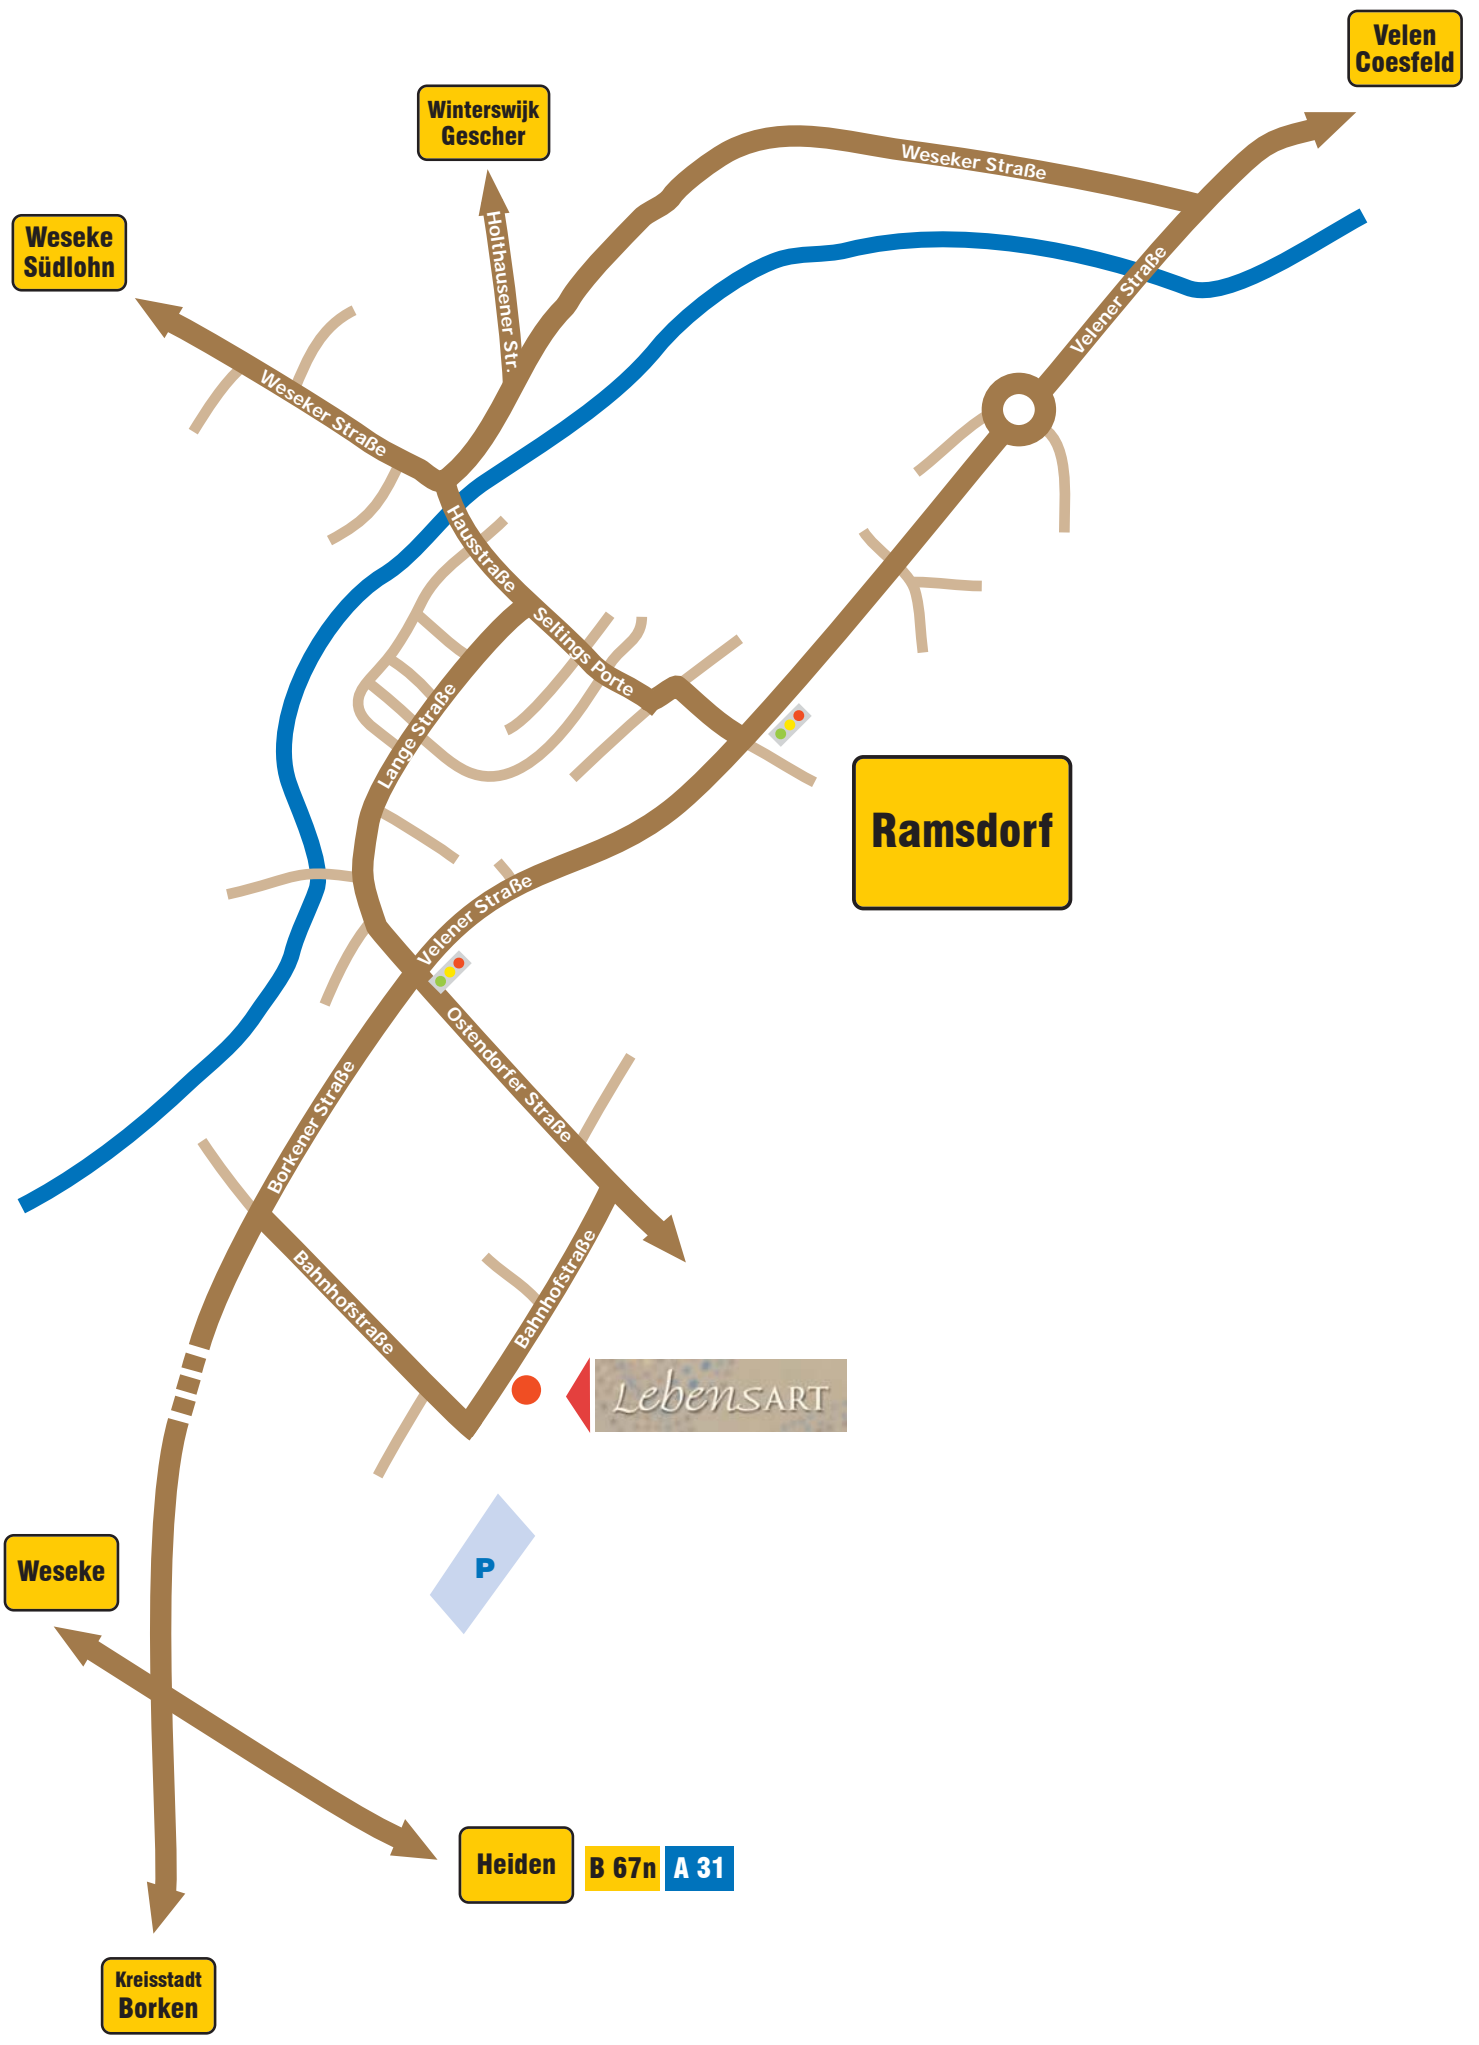 Velen
Coesfeld
Winterswijk
Gescher
Weseker Straße
Weseke
Südlohn
Holthausener Str.
Velener Straße
Weseker Straße
Hausstraße
Seltings Porte
Lange Straße
Ramsdorf
Velener Straße
Ostendorfer Straße
Borkener Straße
Bahnhofstraße
Bahnhofstraße
LebensART
P
Weseke
Heiden
B 67n
A 31
Kreisstadt
Borken